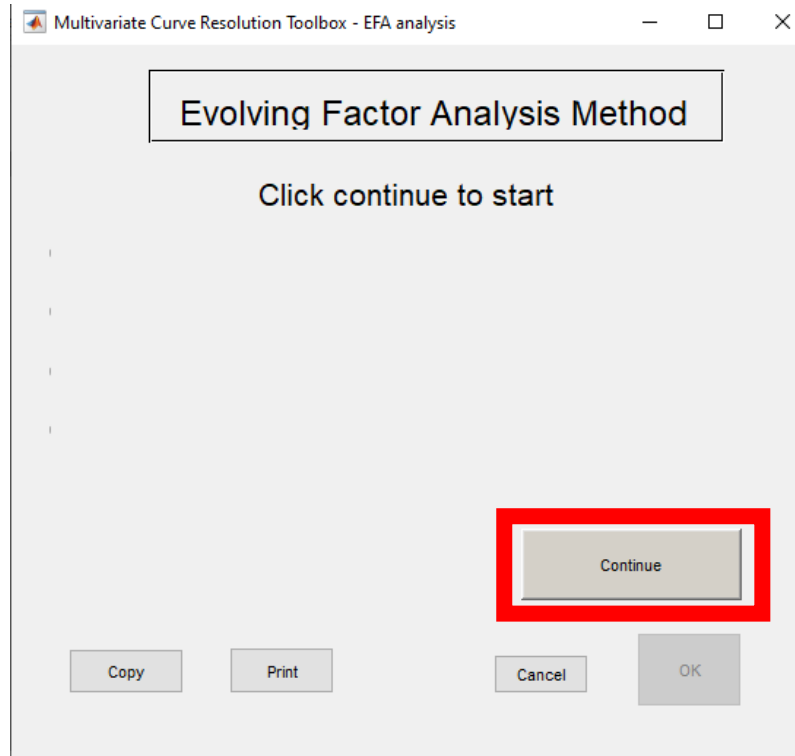 Multivariate Curve Resolution Toolbox - EFA analysis
Evolving Factor Analysis Method
Click continue to start
Continue
Copy
Print
Cancel
OK